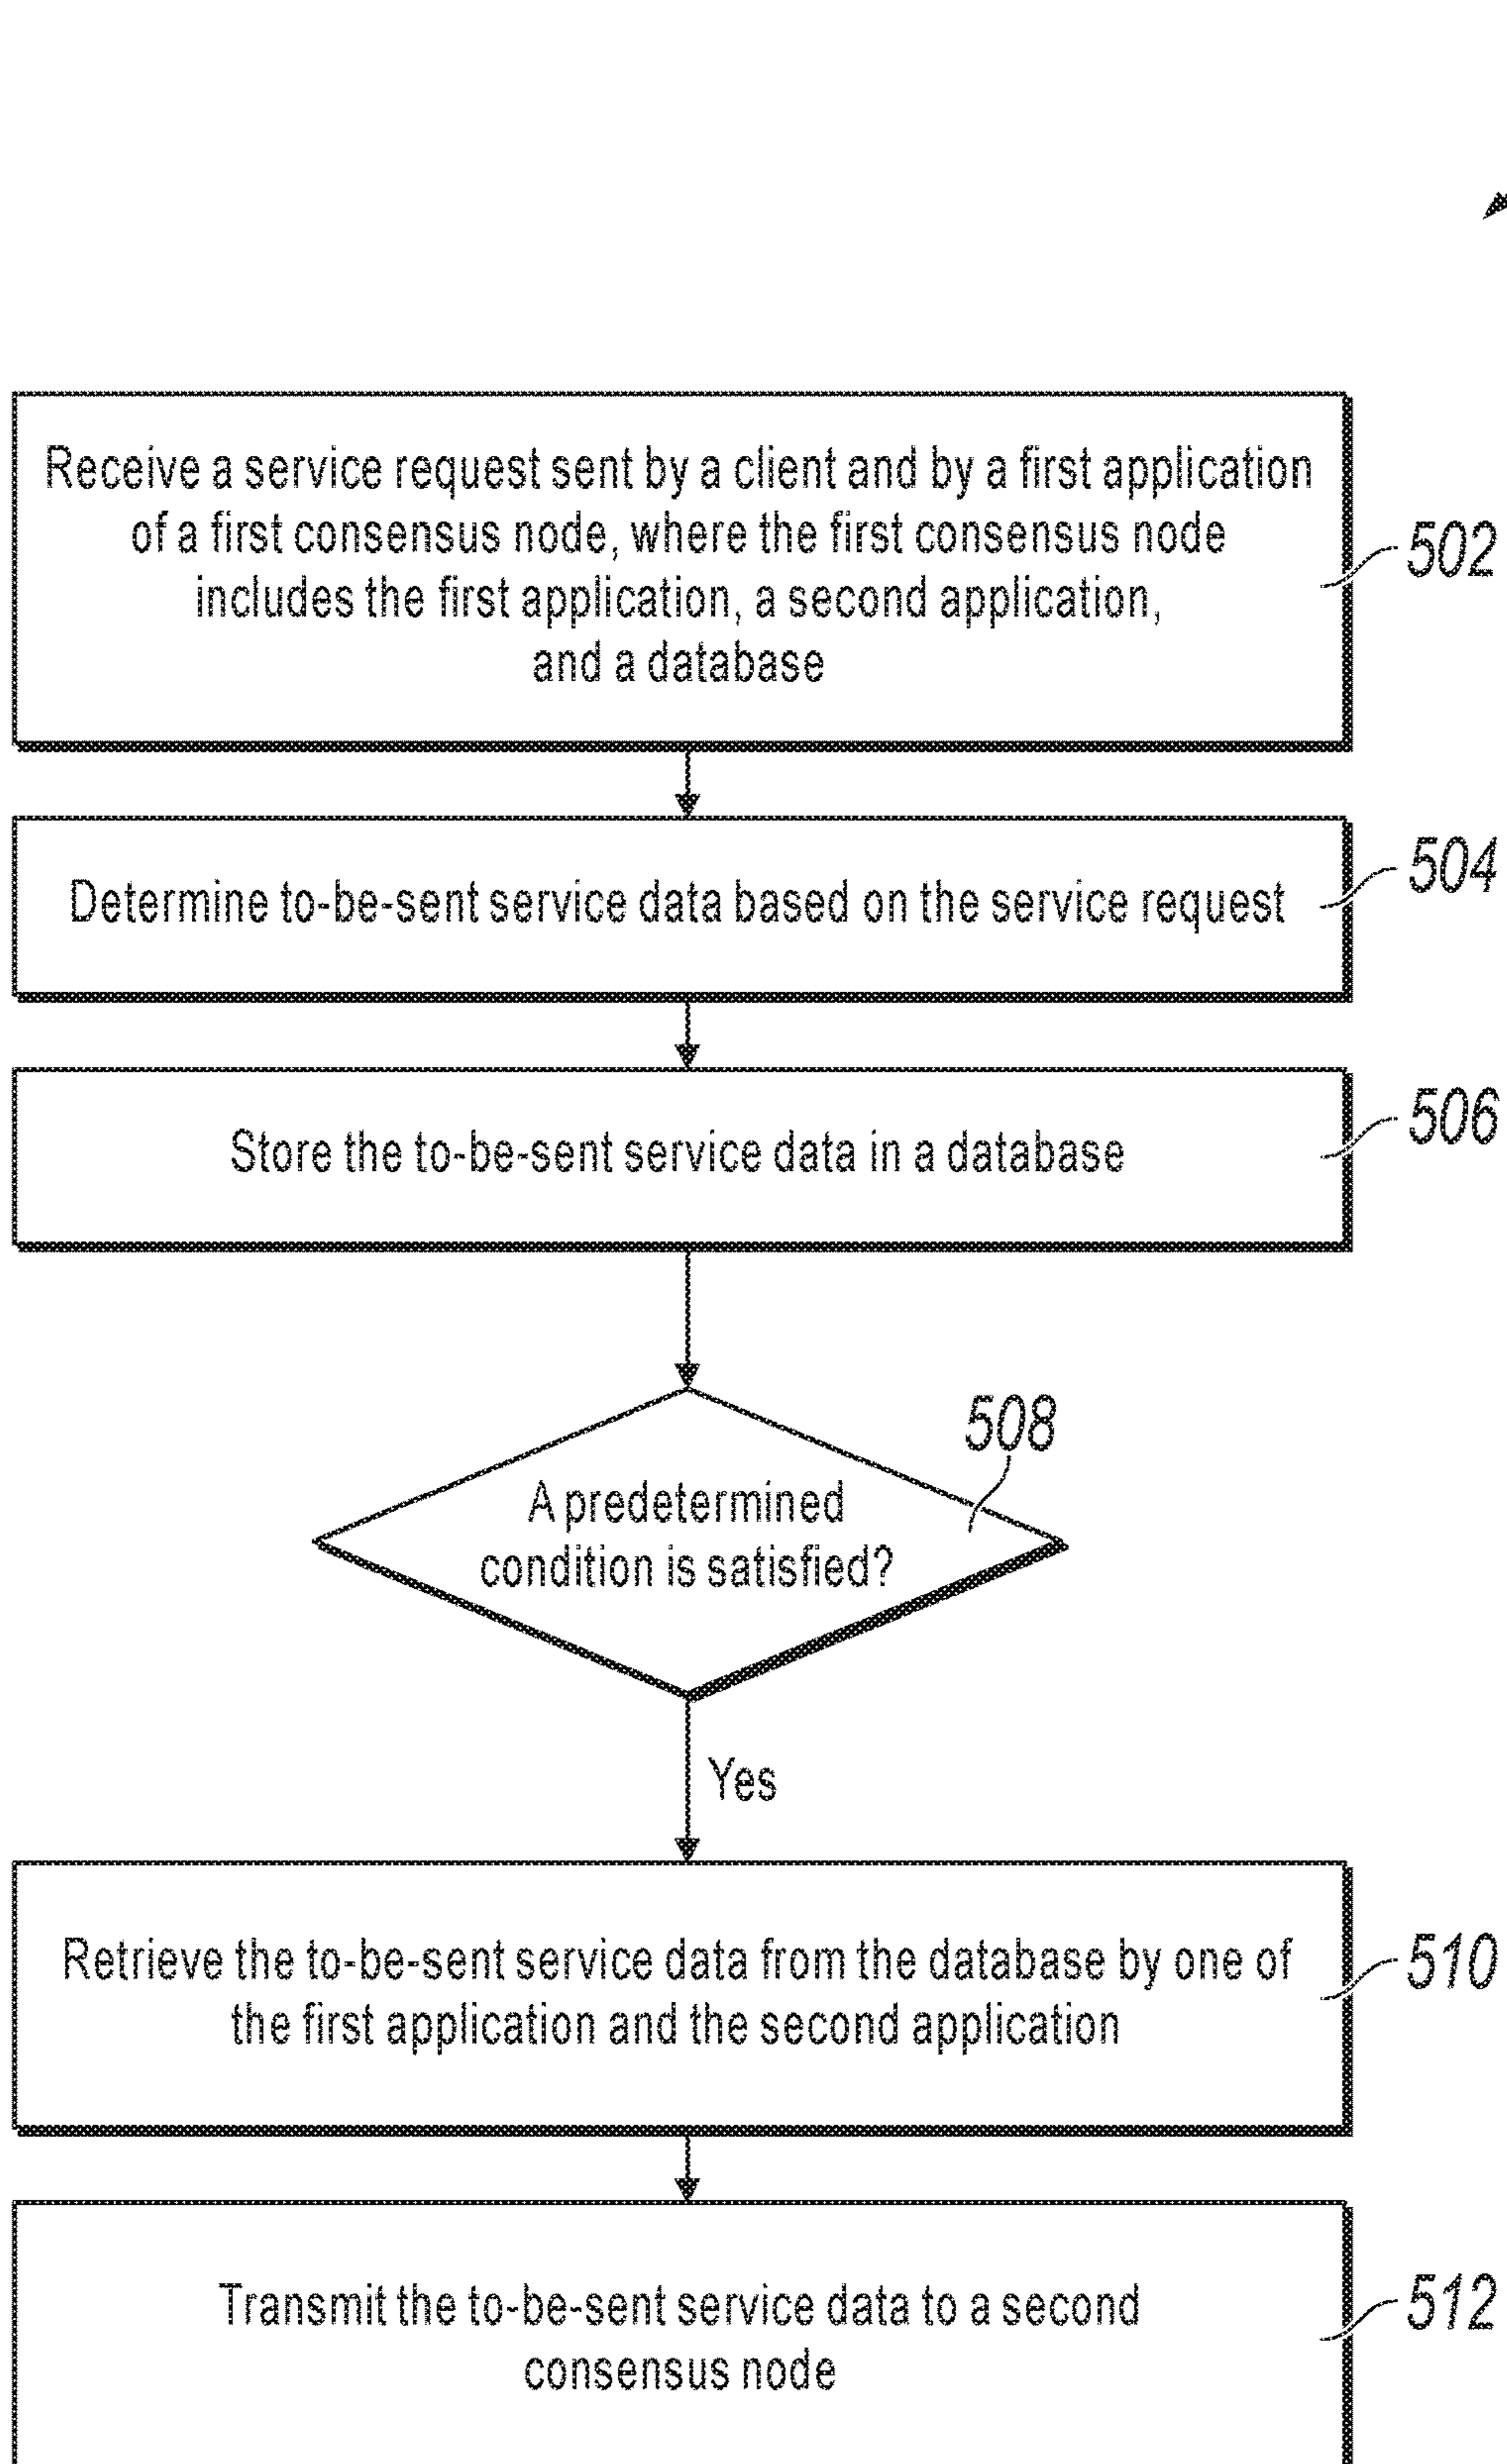 Receive a service request sent by a client and by a first application
of a first consensus node, where the first consensus node
includes the first application, a second application,
and a database
502
Determine to-be-sent service data based on the service request
504
Store the to-be-sent service data in a database
506
508
A predetermined
condition is satisfied?
Yes
Retrieve the to-be-sent service data from the database by one of
the first application and the second application
510
Transmit the to-be-sent service data to a second
consensus node
512